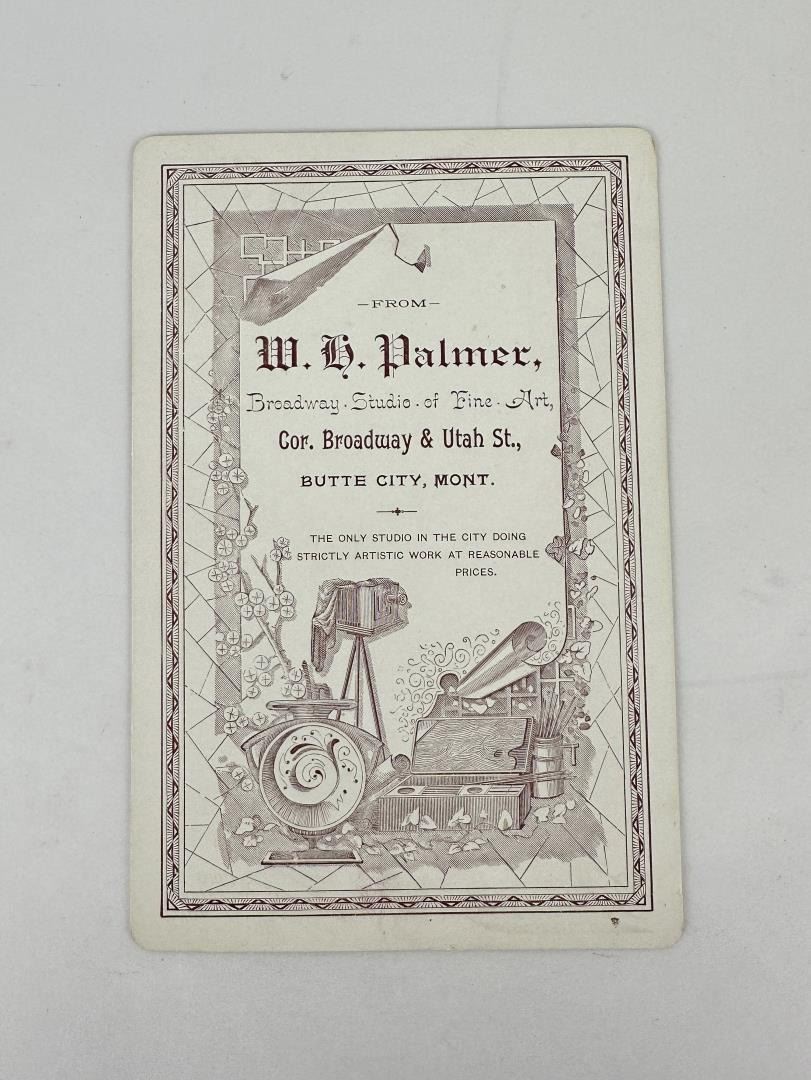 –FROM–
W. H. Palmer,
Broadway · Studio · of Fine · Art,
Cor. Broadway & Utah St.,
BUTTE CITY, MONT.
THE ONLY STUDIO IN THE CITY DOING
STRICTLY ARTISTIC WORK AT REASONABLE
PRICES.